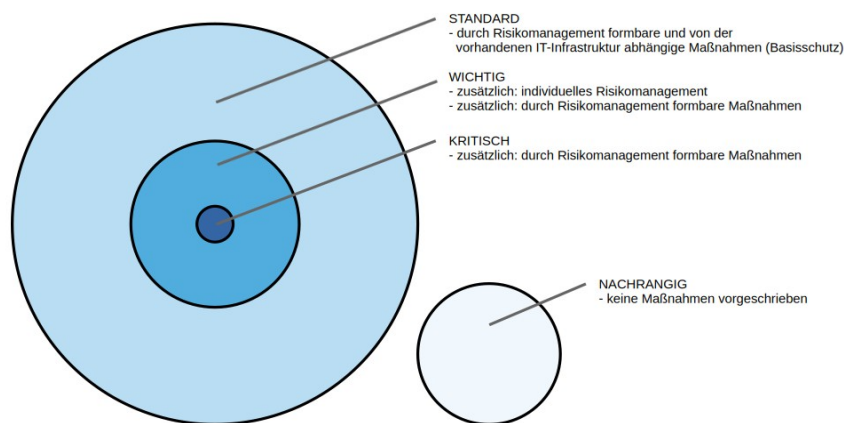 STANDARD
- durch Risikomanagement formbare und von der
vorhandenen IT-Infrastruktur abhängige Maßnahmen (Basisschutz)
WICHTIG
- zusätzlich: individuelles Risikomanagement
- zusätzlich: durch Risikomanagement formbare Maßnahmen
KRITISCH
- zusätzlich: durch Risikomanagement formbare Maßnahmen
NACHRANGIG
- keine Maßnahmen vorgeschrieben